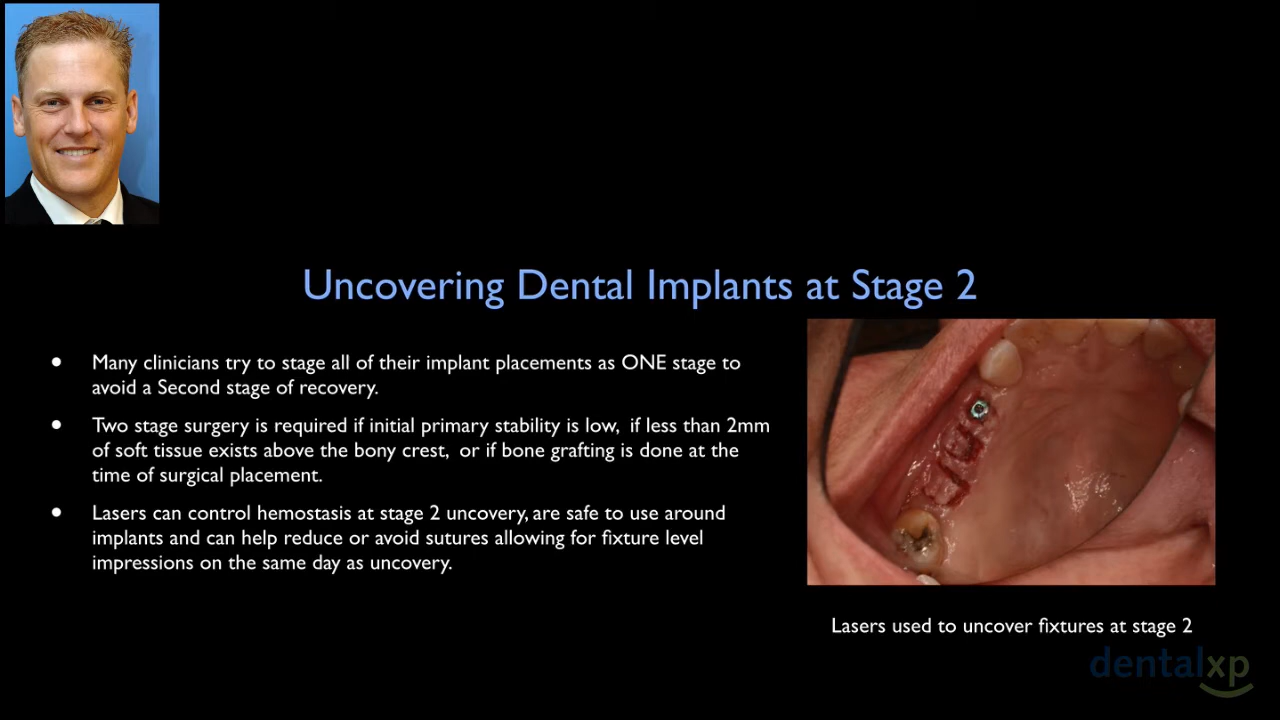 Uncovering Dental Implants at Stage 2
• Many clinicians try to stage all of their implant placements as ONE stage to
avoid a Second stage of recovery.
• Two stage surgery is required if initial primary stability is low, if less than 2mm
of soft tissue exists above the bony crest, or if bone grafting is done at the
time of surgical placement.
• Lasers can control hemostasis at stage 2 uncovery, are safe to use around
implants and can help reduce or avoid sutures allowing for fixture level
impressions on the same day as uncovery.
Lasers used to uncover fixtures at stage 2
dentalxp